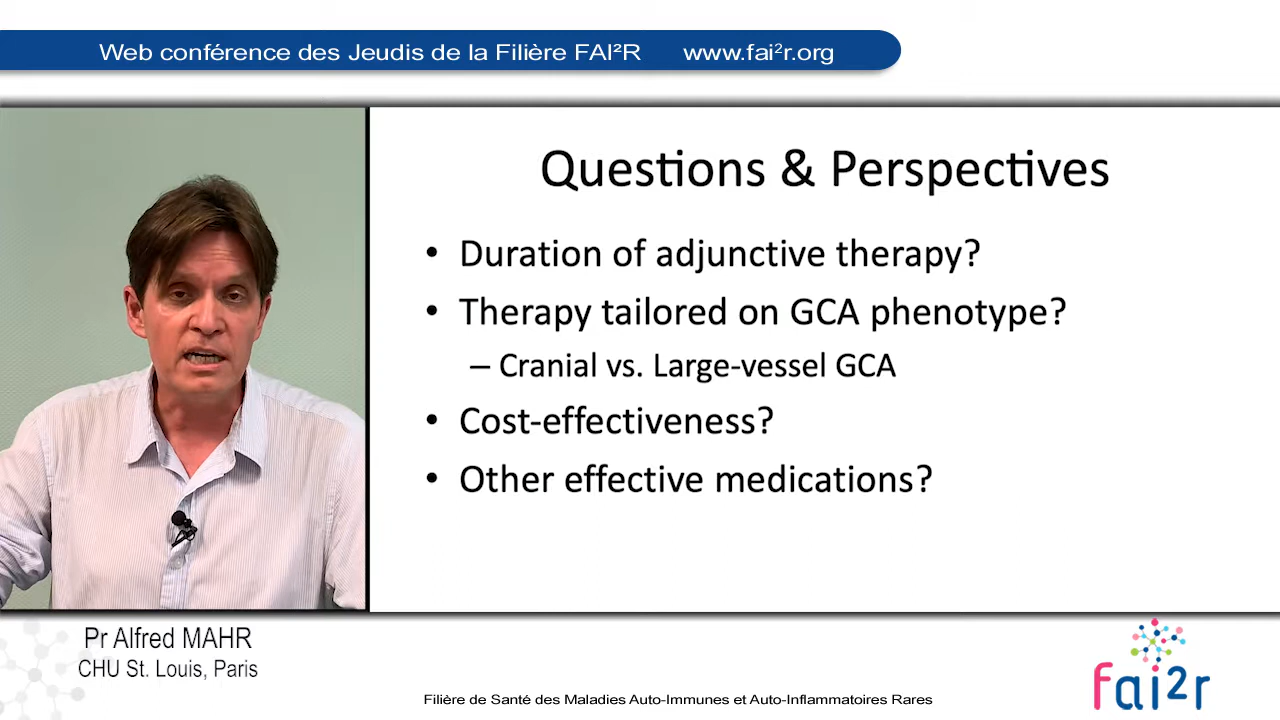 Web conférence des Jeudis de la Filière FAI²R www.fai²r.org
Questions & Perspectives
• Duration of adjunctive therapy?
• Therapy tailored on GCA phenotype?
– Cranial vs. Large-vessel GCA
• Cost-effectiveness?
• Other effective medications?
Pr Alfred MAHR
CHU St. Louis, Paris
fai2r
Filière de Santé des Maladies Auto-Immunes et Auto-Inflammatoires Rares